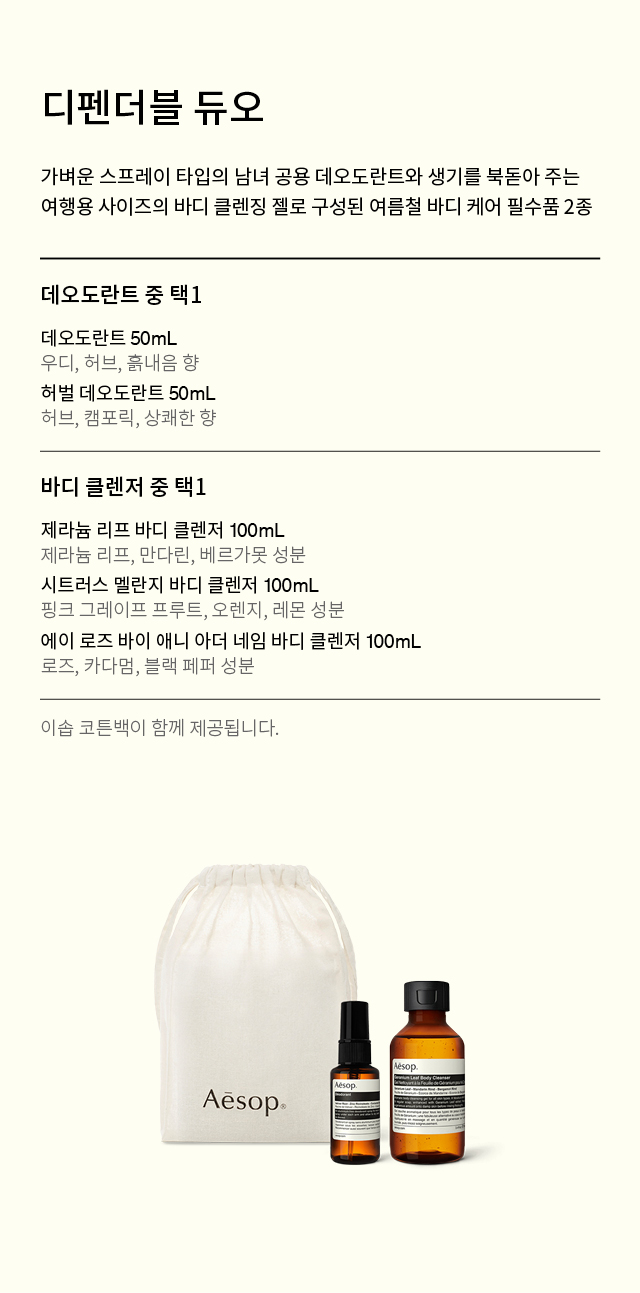 디펜더블 듀오
가벼운 스프레이 타입의 남녀 공용 데오도란트와 생기를 북돋아 주는
여행용 사이즈의 바디 클렌징 젤로 구성된 여름철 바디 케어 필수품 2종
데오도란트 중 택1
데오도란트 50mL
우디, 허브, 흙내음 향
허벌 데오도란트 50mL
허브, 캠포릭, 상쾌한 향
바디 클렌저 중 택1
제라늄 리프 바디 클렌저 100mL
제라늄 리프, 만다린, 베르가못 성분
시트러스 멜란지 바디 클렌저 100mL
핑크 그레이프 프루트, 오렌지, 레몬 성분
에이 로즈 바이 애니 아더 네임 바디 클렌저 100mL
로즈, 카다멈, 블랙 페퍼 성분
이솝 코튼백이 함께 제공됩니다.
Aēsop®
Aēsop.
Deodorant
Aēsop.
Geranium Leaf Body Cleanser